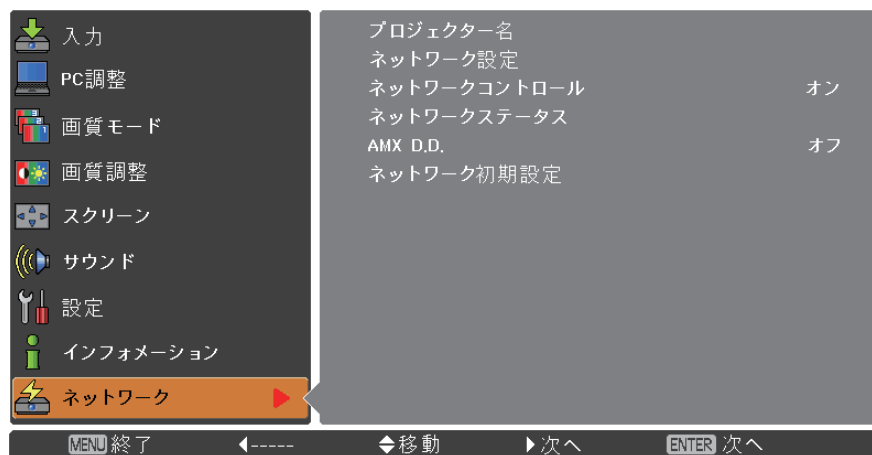 入力
PC調整
画質モード
画質調整
スクリーン
サウンド
設定
インフォメーション
ネットワーク
プロジェクター名
ネットワーク設定
ネットワークコントロール オン
ネットワークステータス
AMX D.D. オフ
ネットワーク初期設定
MENU 終了 ----- 移動 次へ ENTER 次へ